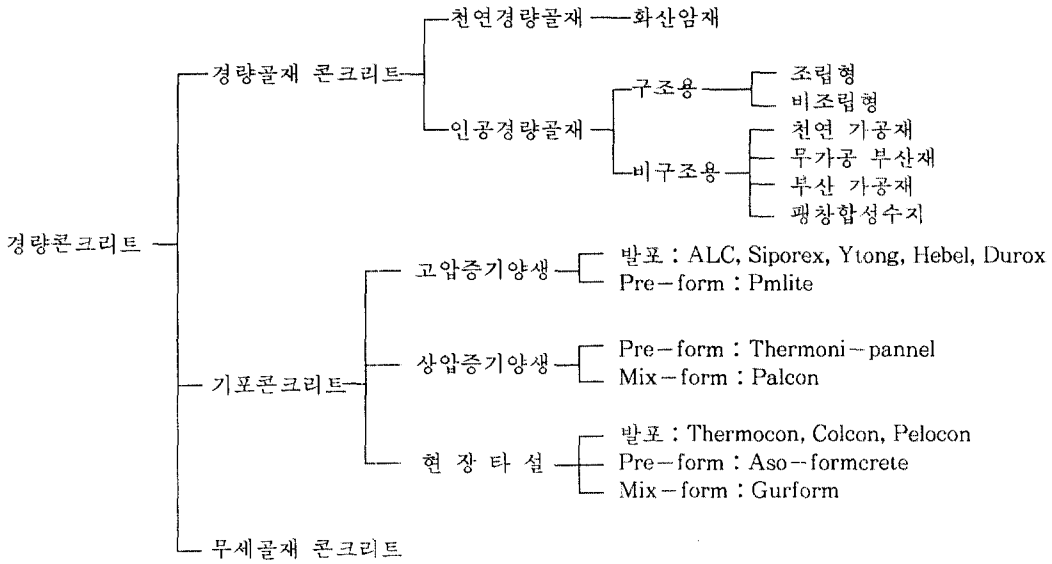 천연경량골재 화산암재
경량골재 콘크리트
구조용
조립형
비조립형
인공경량골재
비구조용
천연 가공재
무가공 부산재
부산 가공재
팽창합성수지
경량콘크리트
고압증기양생
발포 : ALC, Siporex, Ytong, Hebel, Durox
Pre-form : Pmlite
기포콘크리트
상압증기양생
Pre-form : Thermoni-pannel
Mix-form : Palcon
현 장 타 설
발포 : Thermocon, Colcon, Pelocon
Pre-form : Aso-formcrete
Mix-form : Gurform
무세골재 콘크리트